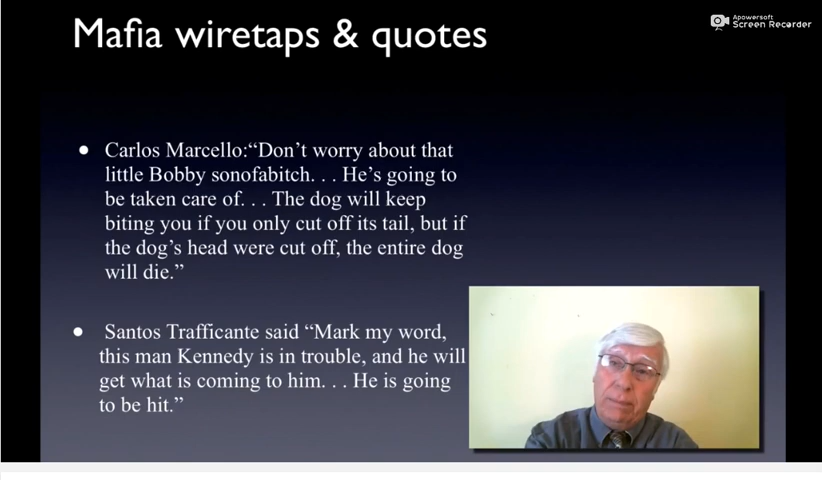 Mafia wiretaps & quotes
Apowersoft
Screen Recorder
• Carlos Marcello:“Don’t worry about that
little Bobby sonofabitch. . . He’s going to
be taken care of. . . The dog will keep
biting you if you only cut off its tail, but if
the dog’s head were cut off, the entire dog
will die.”
• Santos Trafficante said “Mark my word,
this man Kennedy is in trouble, and he will
get what is coming to him. . . He is going
to be hit.”